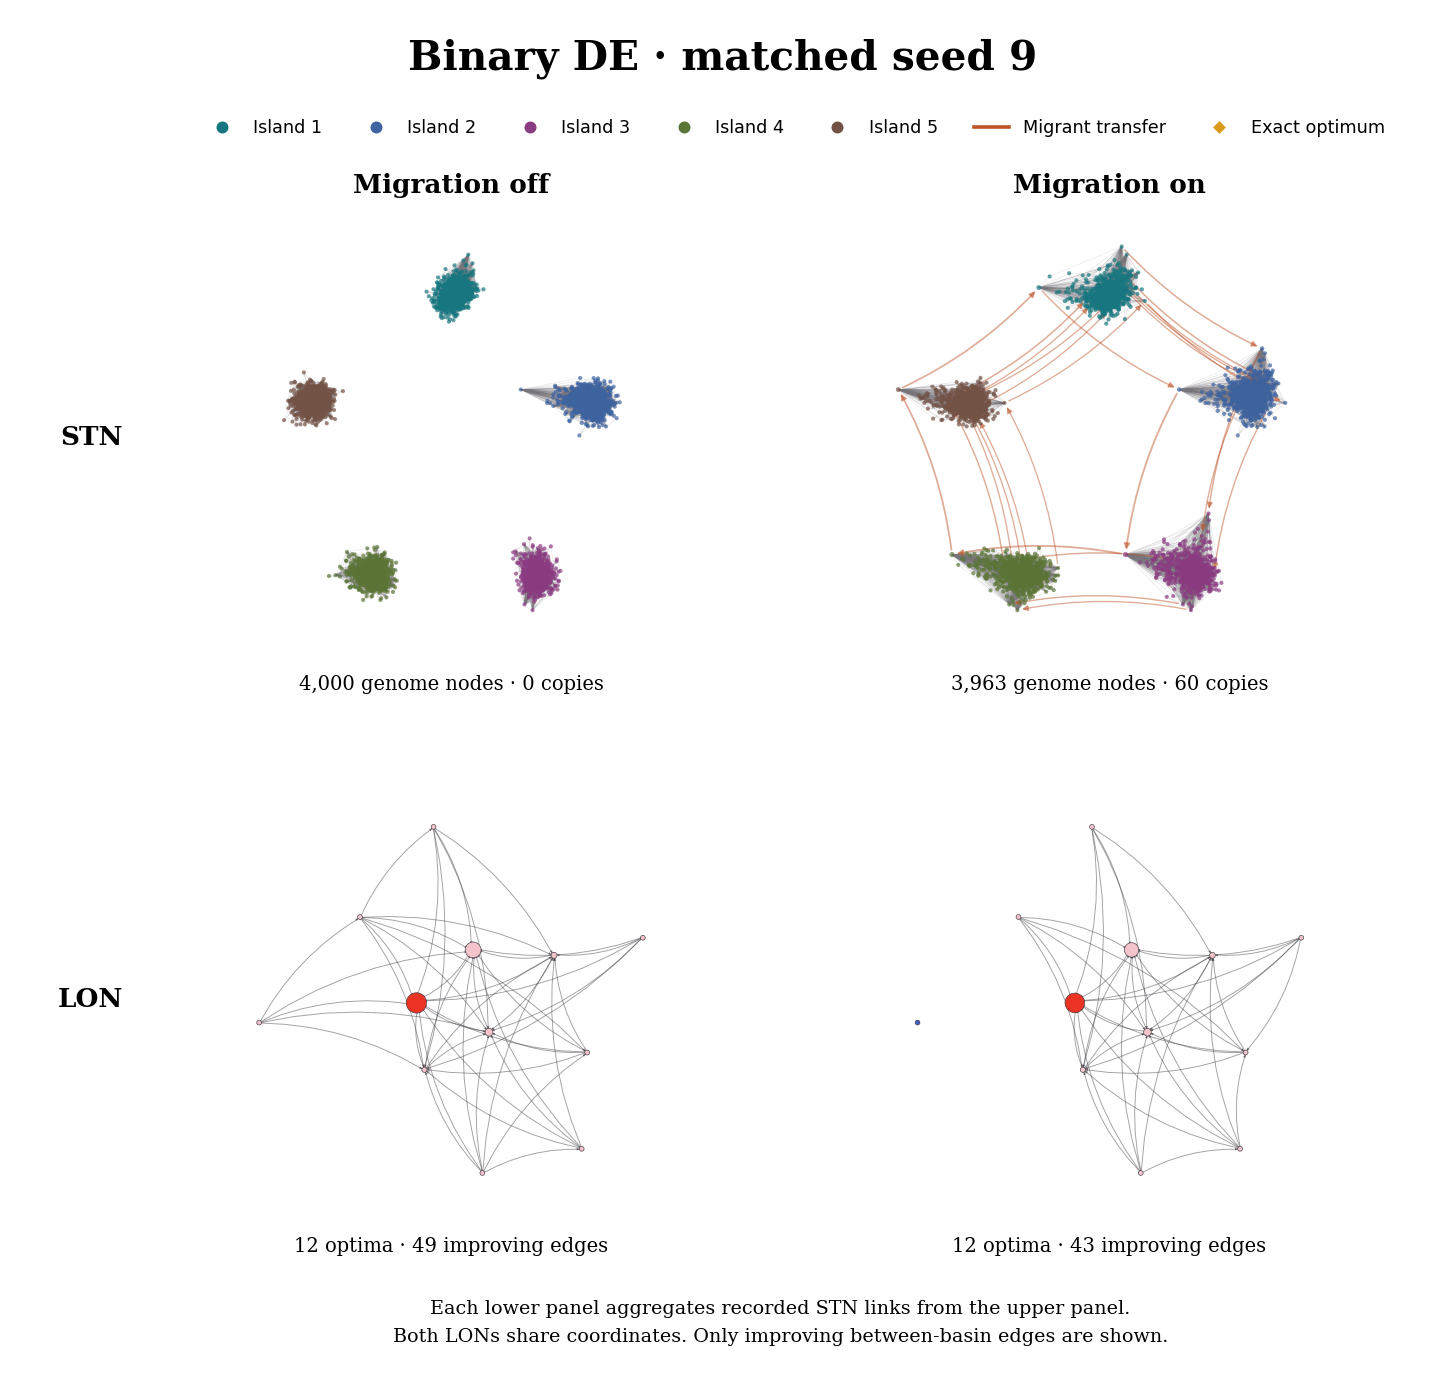 Binary DE · matched seed 9
Island 1 Island 2 Island 3 Island 4 Island 5 Migrant transfer Exact optimum
Migration off Migration on
STN
4,000 genome nodes · 0 copies 3,963 genome nodes · 60 copies
LON
12 optima · 49 improving edges 12 optima · 43 improving edges
Each lower panel aggregates recorded STN links from the upper panel.
Both LONs share coordinates. Only improving between-basin edges are shown.